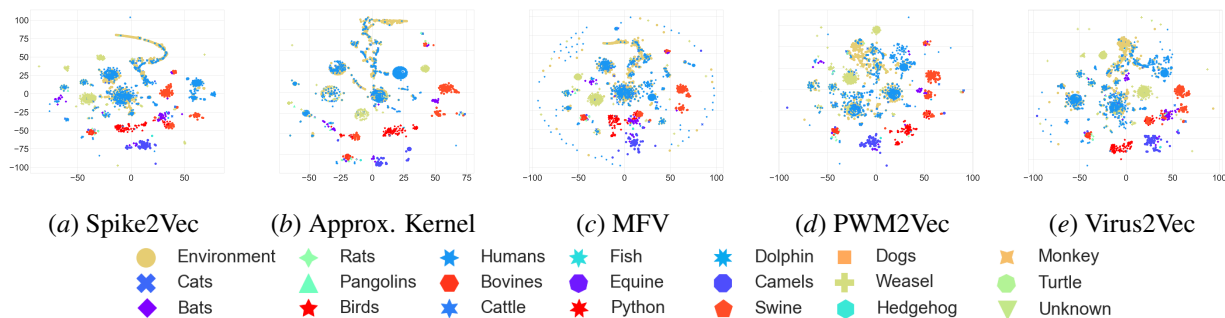 100
75
50
25
0
−25
−50
−75
−100
−50 0 50
−50 −25 0 25 50 75
−100 −50 0 50 100
−100 −50 0 50 100
−100 −50 0 50 100
(a) Spike2Vec (b) Approx. Kernel (c) MFV (d) PWM2Vec (e) Virus2Vec
Environment Rats Humans Fish Dolphin Dogs Monkey
Cats Pangolins Bovines Equine Camels Weasel Turtle
Bats Birds Cattle Python Swine Hedgehog Unknown